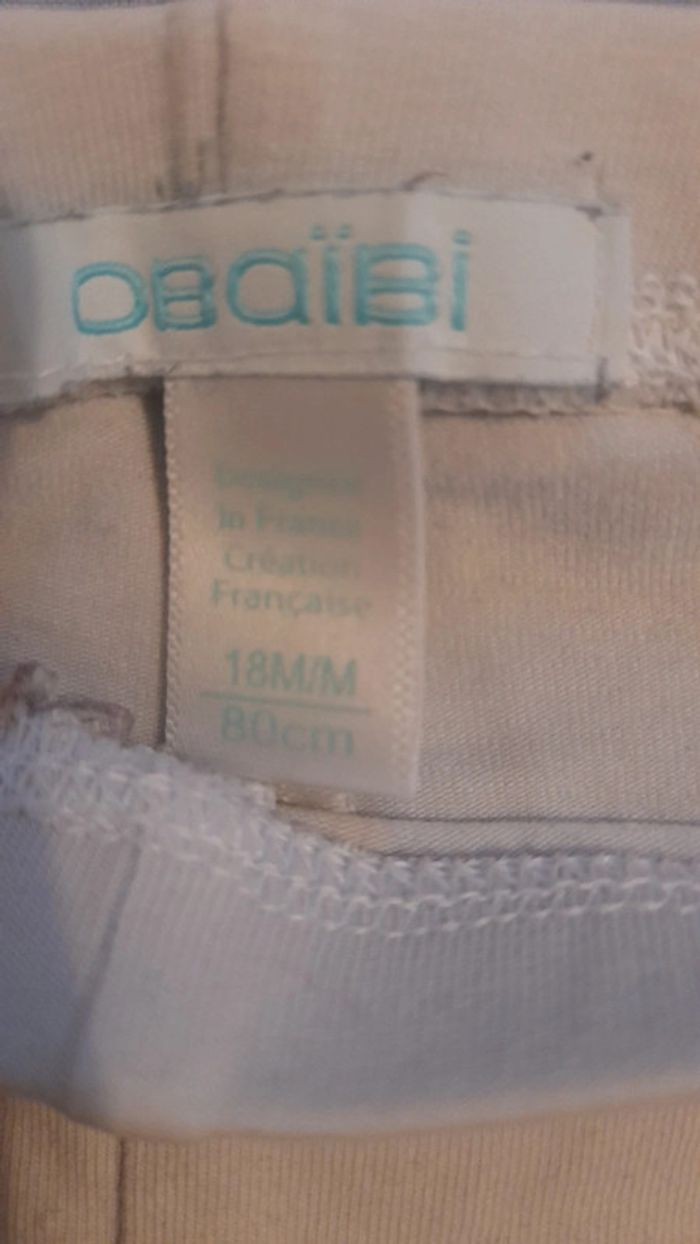 OBaïBi
Designed
in France
Création
Française
18M/M
80cm